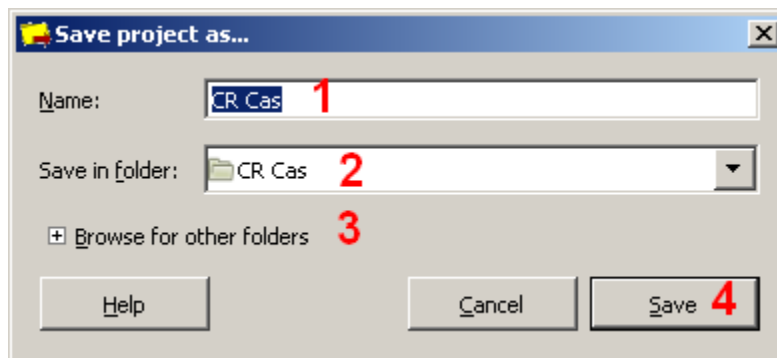 Save project as...
Name: CR Cas 1
Save in folder: CR Cas 2
Browse for other folders 3
Help Cancel Save 4